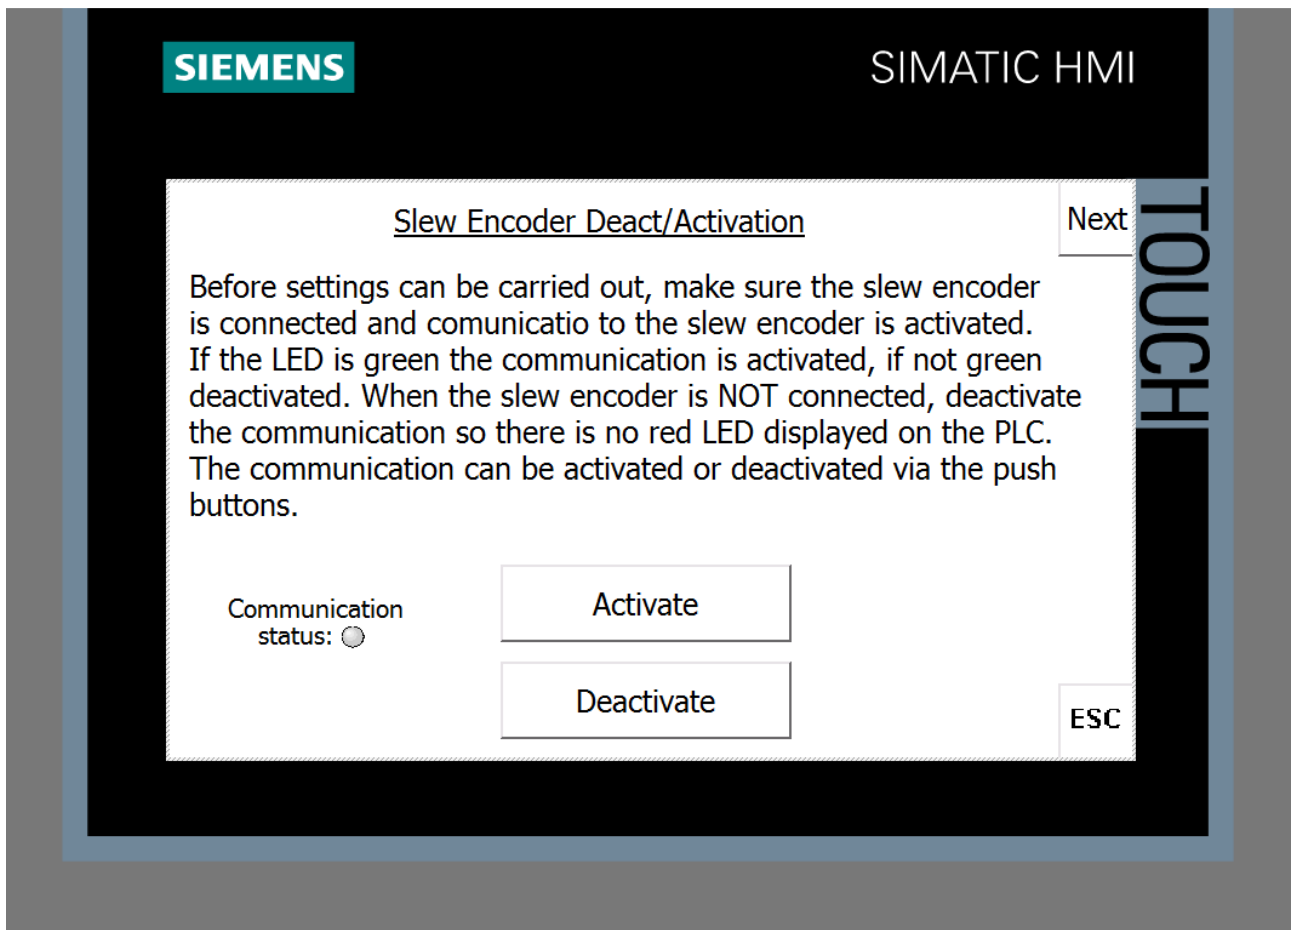 SIEMENS
SIMATIC HMI
TOUCH
Slew Encoder Deact/Activation
Next
Before settings can be carried out, make sure the slew encoder
is connected and comunicatio to the slew encoder is activated.
If the LED is green the communication is activated, if not green
deactivated. When the slew encoder is NOT connected, deactivate
the communication so there is no red LED displayed on the PLC.
The communication can be activated or deactivated via the push
buttons.
Communication
status:
Activate
Deactivate
ESC